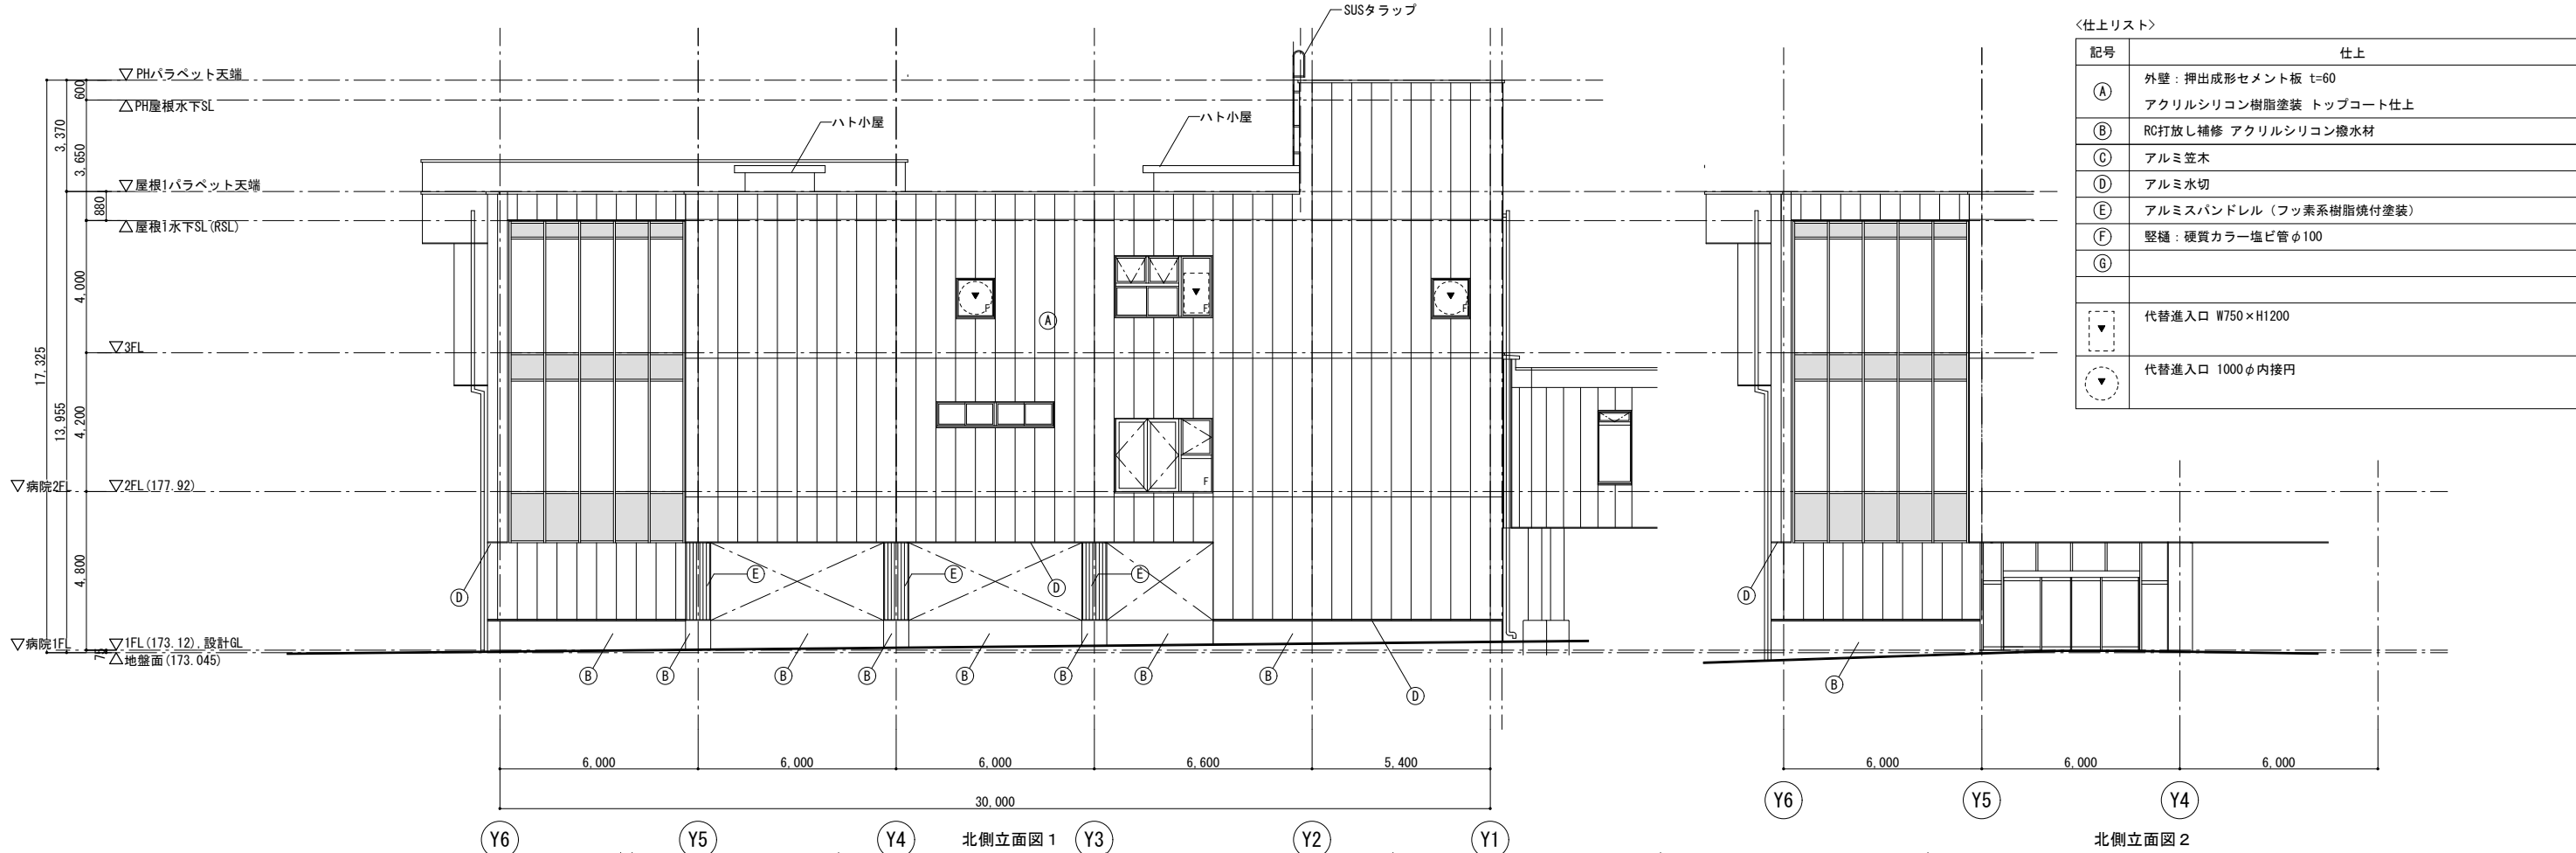 SUSタラップ
▽PHパラペット天端
△PH屋根水下SL
ハト小屋
ハト小屋
▽屋根1パラペット天端
△屋根1水下SL(RSL)
▽3FL
▽病院2FL
▽2FL(177.92)
▽病院1FL
▽1FL(173.12),設計GL
△地盤面(173.045)
600
3,370
3,650
880
4,000
17,325
13,955
4,200
4,800
75
A
F
F
F
F
E
E
E
D
D
D
B
B
B
B
B
B
B
B
6,000
6,000
6,000
6,600
5,400
30,000
Y6
Y5
Y4
Y3
Y2
Y1
北側立面図1
D
B
6,000
6,000
6,000
Y6
Y5
Y4
北側立面図2
<仕上リスト>
記号 仕上
A 外壁:押出成形セメント板 t=60
アクリルシリコン樹脂塗装 トップコート仕上
B RC打放し補修 アクリルシリコン撥水材
C アルミ笠木
D アルミ水切
E アルミスパンドレル(フッ素系樹脂焼付塗装)
F 竪樋:硬質カラー塩ビ管φ100
G
▼ 代替進入口 W750×H1200
▼ 代替進入口 1000φ内接円